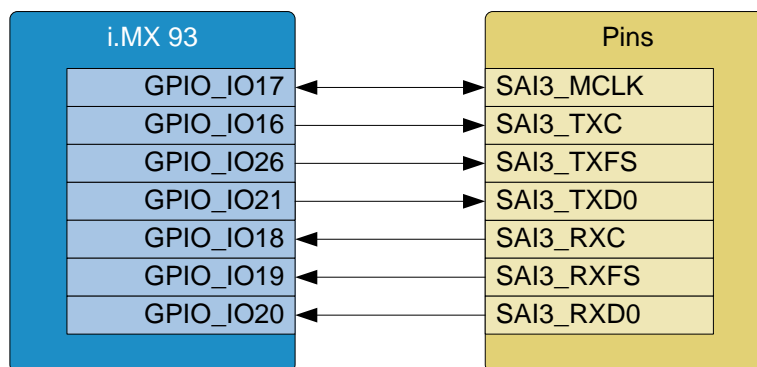 i.MX 93
Pins
GPIO_IO17
SAI3_MCLK
GPIO_IO16
SAI3_TXC
GPIO_IO26
SAI3_TXFS
GPIO_IO21
SAI3_TXD0
GPIO_IO18
SAI3_RXC
GPIO_IO19
SAI3_RXFS
GPIO_IO20
SAI3_RXD0